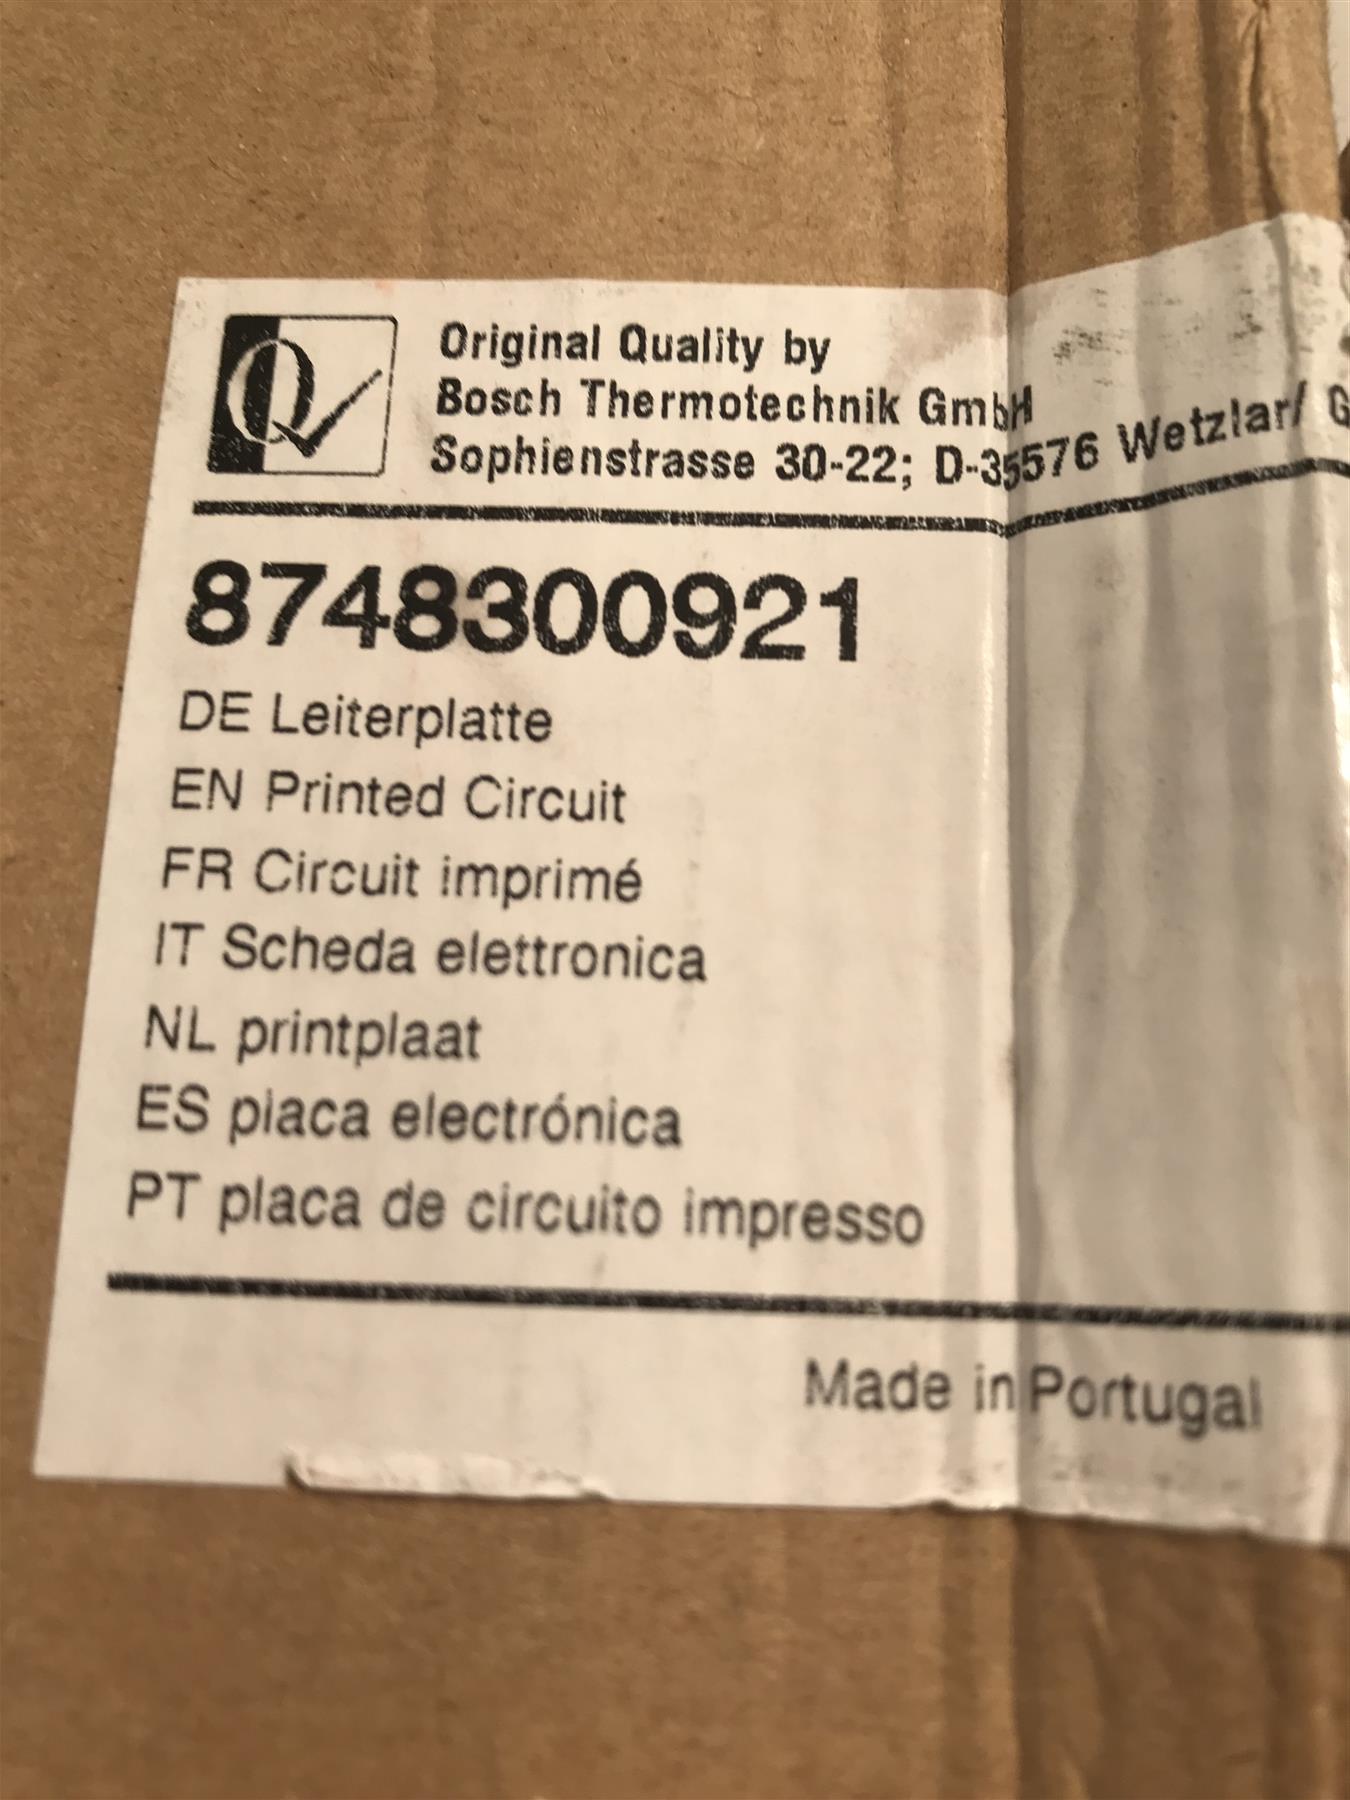 Original Quality by
Bosch Thermotechnik GmbH
Sophienstrasse 30-22; D-35576 Wetzlar/ G
8748300921
DE Leiterplatte
EN Printed Circuit
FR Circuit imprimé
IT Scheda elettronica
NL printplaat
ES placa electrónica
PT placa de circuito impresso
Made in Portugal